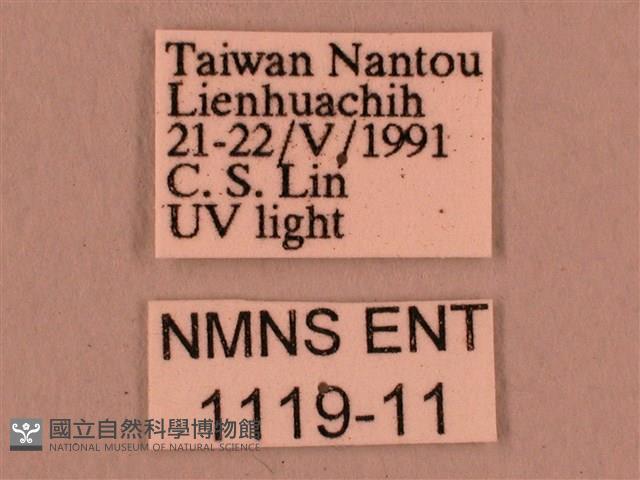 Taiwan Nantou
Lienhuachih
21-22/V/1991
C. S. Lin
UV light
NMNS ENT
1119-11
國立自然科學博物館
NATIONAL MUSEUM OF NATURAL SCIENCE